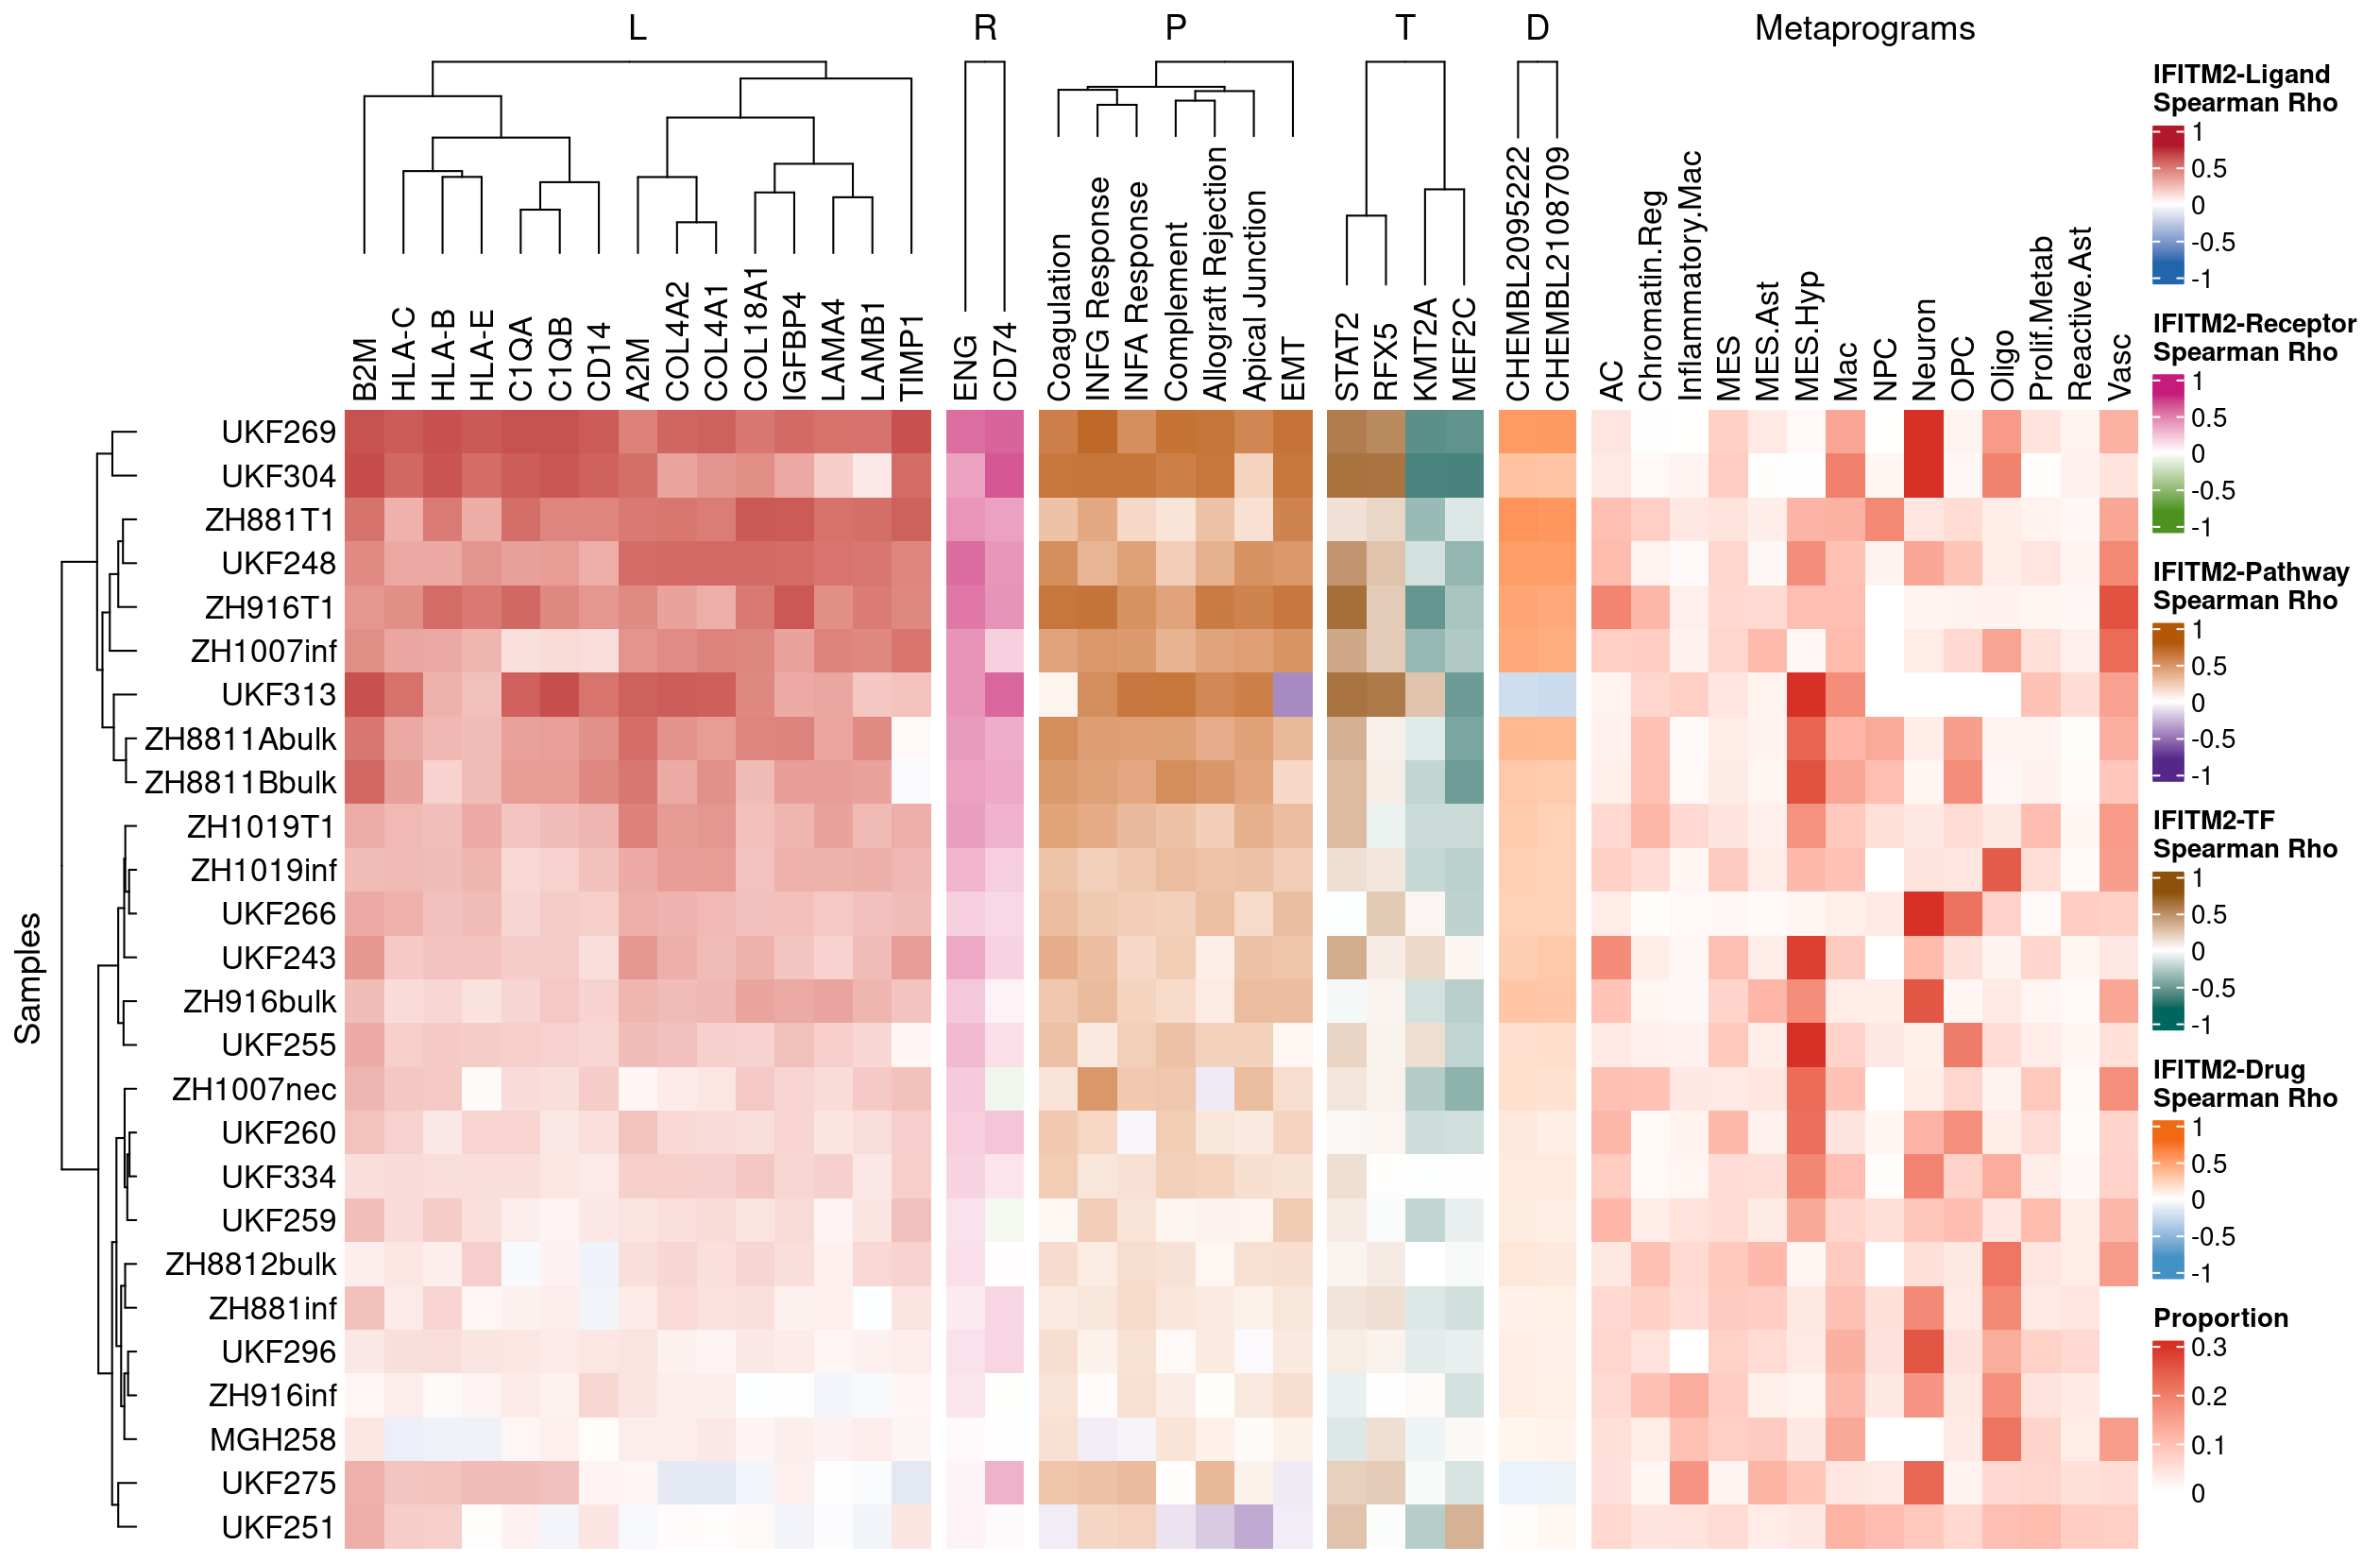 L R P T D Metaprograms
B2M
HLA-C
HLA-B
HLA-E
C1QA
C1QB
CD14
A2M
COL4A2
COL4A1
COL18A1
IGFBP4
LAMA4
LAMB1
TIMP1
ENG
CD74
Coagulation
INFG Response
INFA Response
Complement
Allograft Rejection
Apical Junction
EMT
STAT2
RFX5
KMT2A
MEF2C
CHEMBL2095222
CHEMBL2108709
AC
Chromatin.Reg
Inflammatory.Mac
MES
MES.Ast
MES.Hyp
Mac
NPC
Neuron
OPC
Oligo
Prolif.Metab
Reactive.Ast
Vasc
Samples
UKF269
UKF304
ZH881T1
UKF248
ZH916T1
ZH1007inf
UKF313
ZH8811Abulk
ZH8811Bbulk
ZH1019T1
ZH1019inf
UKF266
UKF243
ZH916bulk
UKF255
ZH1007nec
UKF260
UKF334
UKF259
ZH8812bulk
ZH881inf
UKF296
ZH916inf
MGH258
UKF275
UKF251
IFITM2-Ligand
Spearman Rho
1
0.5
0
-0.5
-1
IFITM2-Receptor
Spearman Rho
1
0.5
0
-0.5
-1
IFITM2-Pathway
Spearman Rho
1
0.5
0
-0.5
-1
IFITM2-TF
Spearman Rho
1
0.5
0
-0.5
-1
IFITM2-Drug
Spearman Rho
1
0.5
0
-0.5
-1
Proportion
0.3
0.2
0.1
0